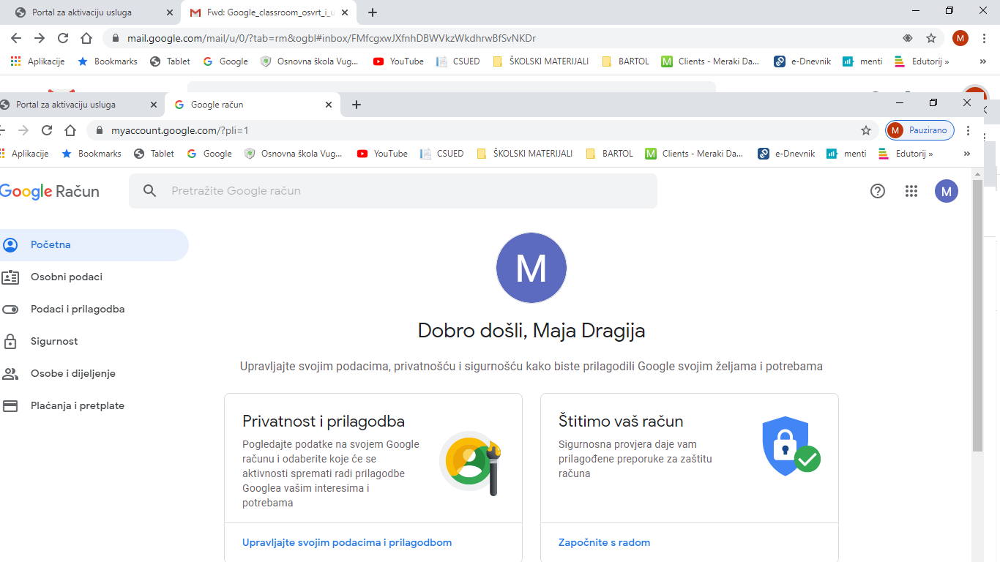 Portal za aktivaciju usluga
Fwd: Google_classroom_osvrt_i_u
mail.google.com/mail/u/0/?tab=rm&ogbl#inbox/FMfcgxwJXfnhDBWVkzWkdhrwBfSvNKDr
M
Aplikacije Bookmarks Tablet Google Osnovna škola Vug... YouTube CSUED ŠKOLSKI MATERIJALI BARTOL Clients - Meraki Da... e-Dnevnik menti Edutorij »
Portal za aktivaciju usluga
Google račun
myaccount.google.com/?pli=1
M Pauzirano
Aplikacije Bookmarks Tablet Google Osnovna škola Vug... YouTube CSUED ŠKOLSKI MATERIJALI BARTOL Clients - Meraki Da... e-Dnevnik menti Edutorij »
Google Račun
Pretražite Google račun
M
Početna
Osobni podaci
Podaci i prilagodba
Sigurnost
Osobe i dijeljenje
Plaćanja i pretplate
M
Dobro došli, Maja Dragija
Upravljajte svojim podacima, privatnošću i sigurnošću kako biste prilagodili Google svojim željama i potrebama
Privatnost i prilagodba
Pogledajte podatke na svojem Google
računu i odaberite koje će se
aktivnosti spremati radi prilagodbe
Googlea vašim interesima i
potrebama
Upravljajte svojim podacima i prilagodbom
Štitimo vaš račun
Sigurnosna provjera daje vam
prilagođene preporuke za zaštitu
računa
Započnite s radom